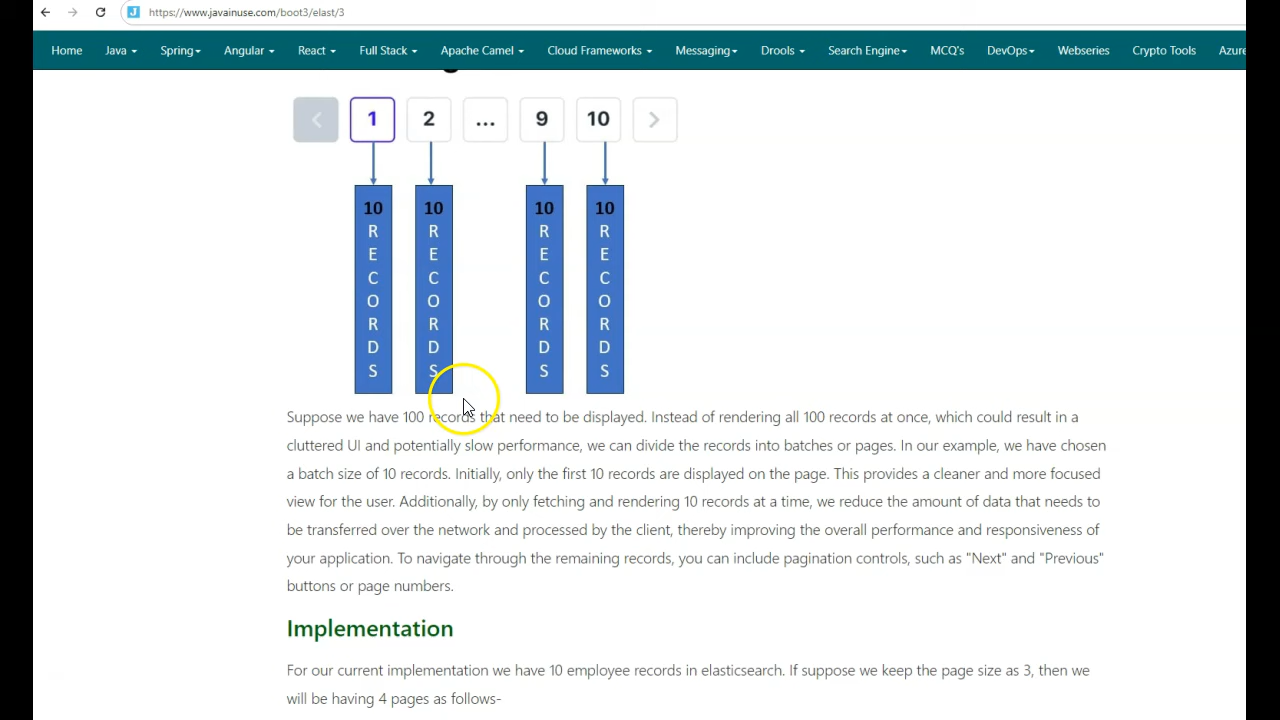 https://www.javainuse.com/boot3/elast/3
Home Java Spring Angular React Full Stack Apache Camel Cloud Frameworks Messaging Drools Search Engine MCQ's DevOps Webseries Crypto Tools Azure
1 2 ... 9 10
10 10 10 10
R R R R
E E E E
C C C C
O O O O
R R R R
D D D D
S S S S
Suppose we have 100 records that need to be displayed. Instead of rendering all 100 records at once, which could result in a
cluttered UI and potentially slow performance, we can divide the records into batches or pages. In our example, we have chosen
a batch size of 10 records. Initially, only the first 10 records are displayed on the page. This provides a cleaner and more focused
view for the user. Additionally, by only fetching and rendering 10 records at a time, we reduce the amount of data that needs to
be transferred over the network and processed by the client, thereby improving the overall performance and responsiveness of
your application. To navigate through the remaining records, you can include pagination controls, such as "Next" and "Previous"
buttons or page numbers.
Implementation
For our current implementation we have 10 employee records in elasticsearch. If suppose we keep the page size as 3, then we
will be having 4 pages as follows-